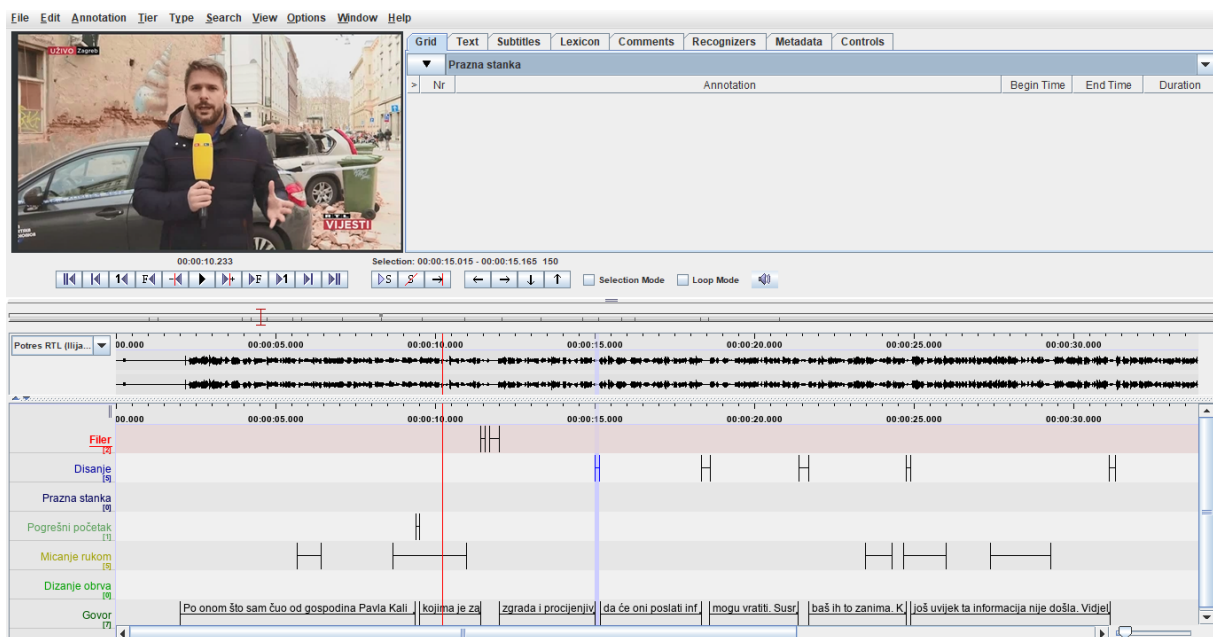 File Edit Annotation Tier Type Search View Options Window Help
UŽIVO Zagreb
RTL
VIJESTI
Grid Text Subtitles Lexicon Comments Recognizers Metadata Controls
Prazna stanka
> Nr Annotation Begin Time End Time Duration
00:00:10.233 Selection: 00:00:15.015 - 00:00:15.165 150
1 F + F 1 S S Selection Mode Loop Mode
Potres RTL (Ilija... 00.000 00:00:05.000 00:00:10.000 00:00:15.000 00:00:20.000 00:00:25.000 00:00:30.000
00.000 00:00:05.000 00:00:10.000 00:00:15.000 00:00:20.000 00:00:25.000 00:00:30.000
Filer
[2]
Disanje
[5]
Prazna stanka
[0]
Pogrešni početak
[1]
Micanje rukom
[5]
Dizanje obrva
[0]
Govor
[7]
Po onom što sam čuo od gospodina Pavla Kali kojima je za zgrada i procijenjiv da će oni poslati inf mogu vratiti. Susr baš ih to zanima. K još uvijek ta informacija nije došla. Vidjel